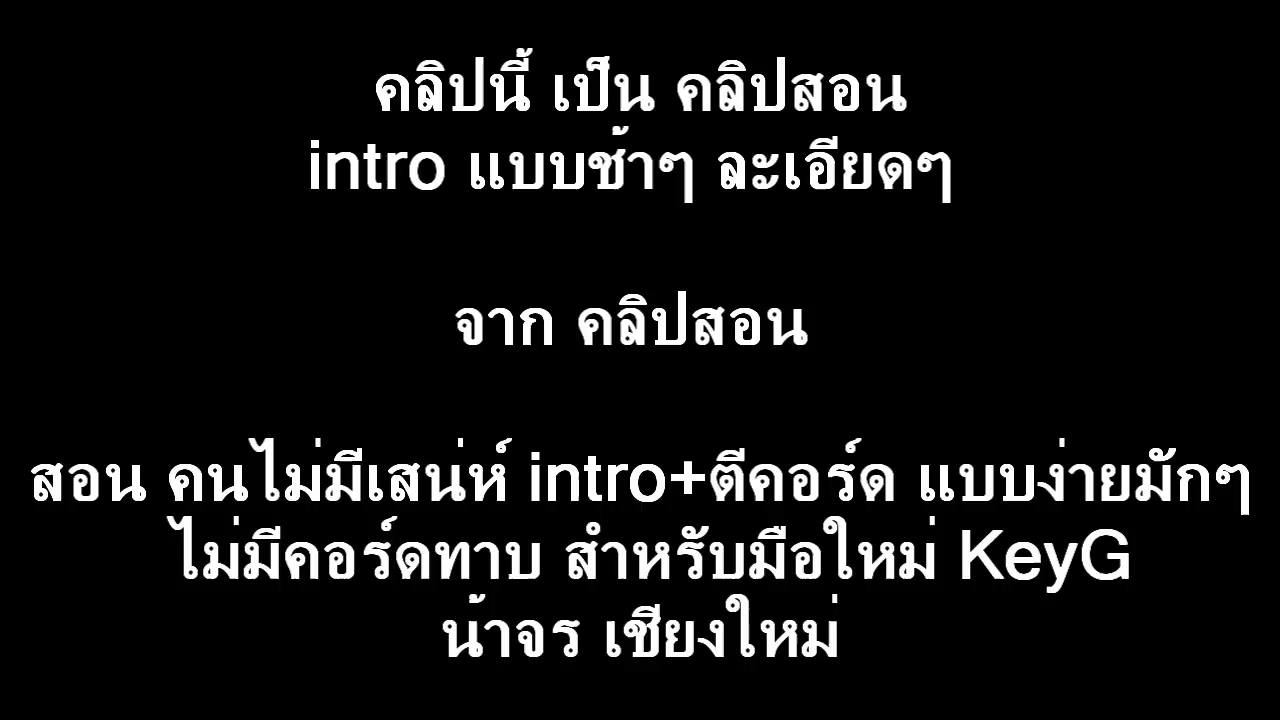 คลิปนี้ เป็น คลิปสอน
intro แบบช้าๆ ละเอียดๆ
จาก คลิปสอน
สอน คนไม่มีเสน่ห์ intro+ตีคอร์ด แบบง่ายมักๆ
ไม่มีคอร์ดทาบ สำหรับมือใหม่ KeyG
น้าจร เชียงใหม่